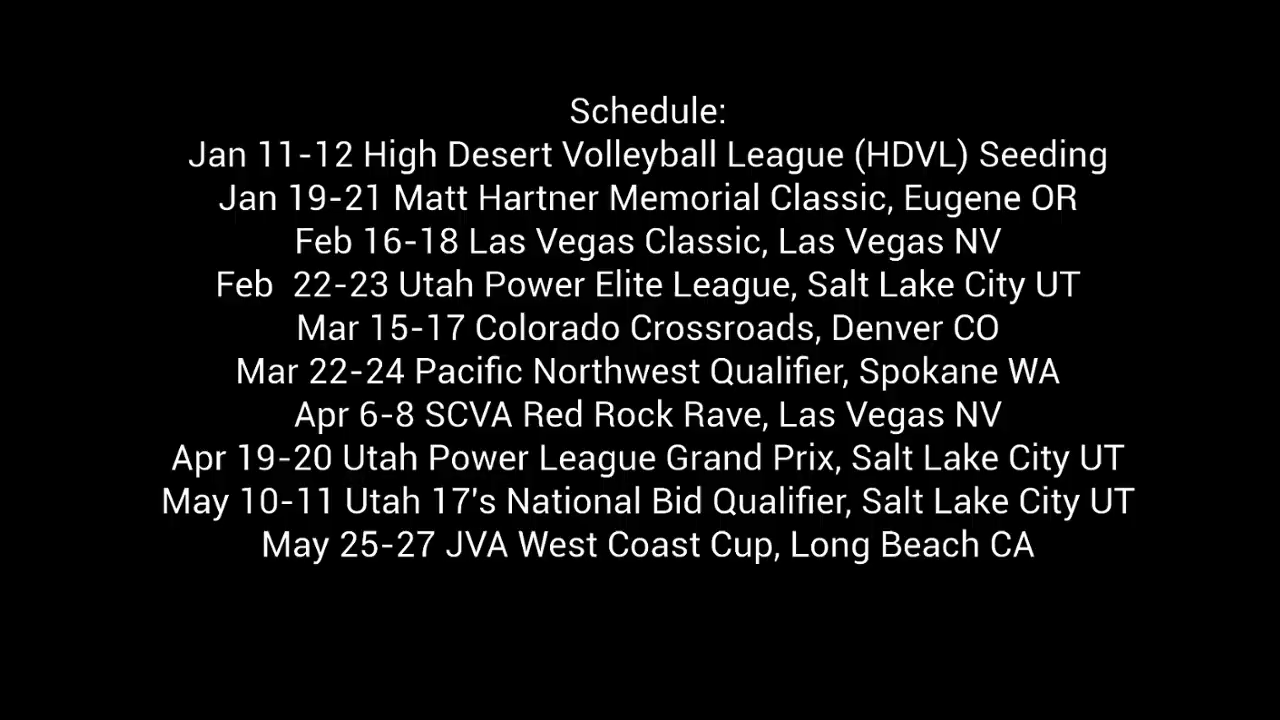 Schedule:
Jan 11-12 High Desert Volleyball League (HDVL) Seeding
Jan 19-21 Matt Hartner Memorial Classic, Eugene OR
Feb 16-18 Las Vegas Classic, Las Vegas NV
Feb  22-23 Utah Power Elite League, Salt Lake City UT
Mar 15-17 Colorado Crossroads, Denver CO
Mar 22-24 Pacific Northwest Qualifier, Spokane WA
Apr 6-8 SCVA Red Rock Rave, Las Vegas NV
Apr 19-20 Utah Power League Grand Prix, Salt Lake City UT
May 10-11 Utah 17's National Bid Qualifier, Salt Lake City UT
May 25-27 JVA West Coast Cup, Long Beach CA